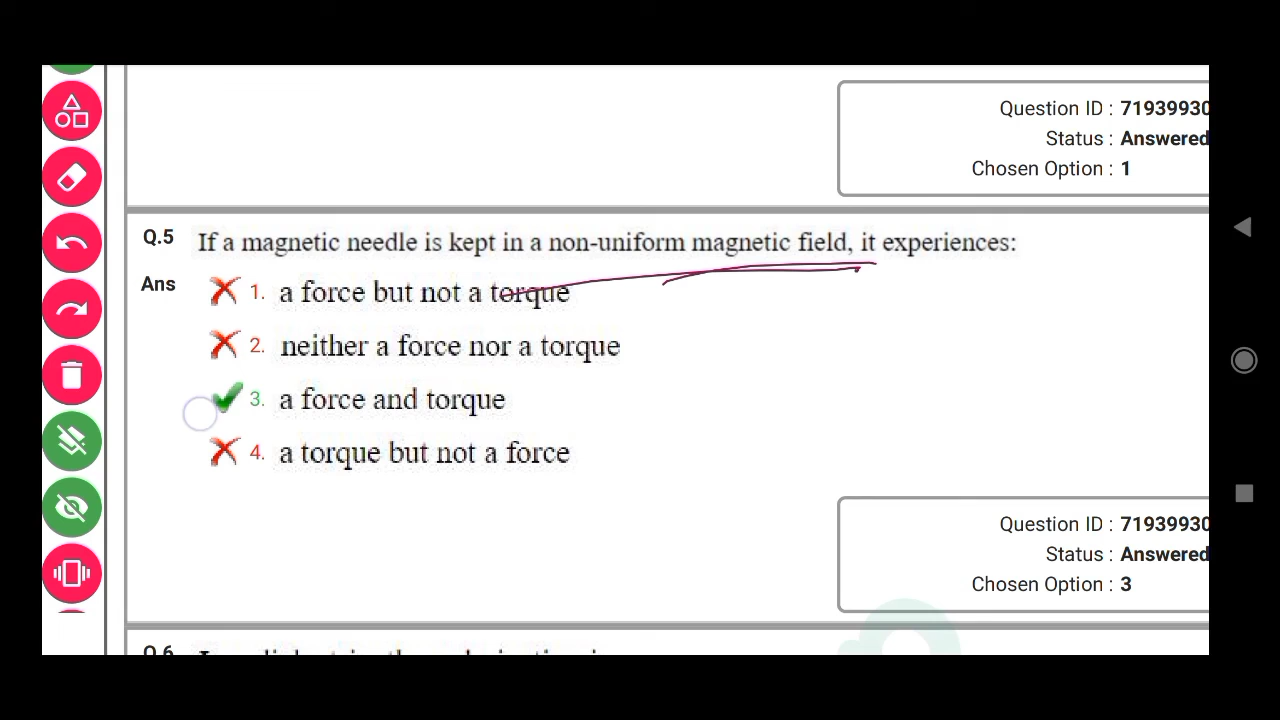 Question ID : 71939930
Status : Answered
Chosen Option : 1
Q.5 If a magnetic needle is kept in a non-uniform magnetic field, it experiences:
Ans 1. a force but not a torque
2. neither a force nor a torque
3. a force and torque
4. a torque but not a force
Question ID : 71939930
Status : Answered
Chosen Option : 3
Q.6